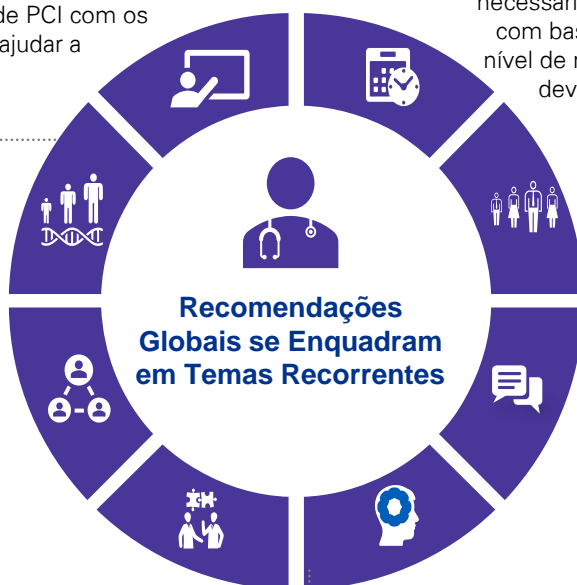 de PCI com os
ajudar a
com bas
nível de
dev
Recomendações
Globais se Enquadram
em Temas Recorrentes